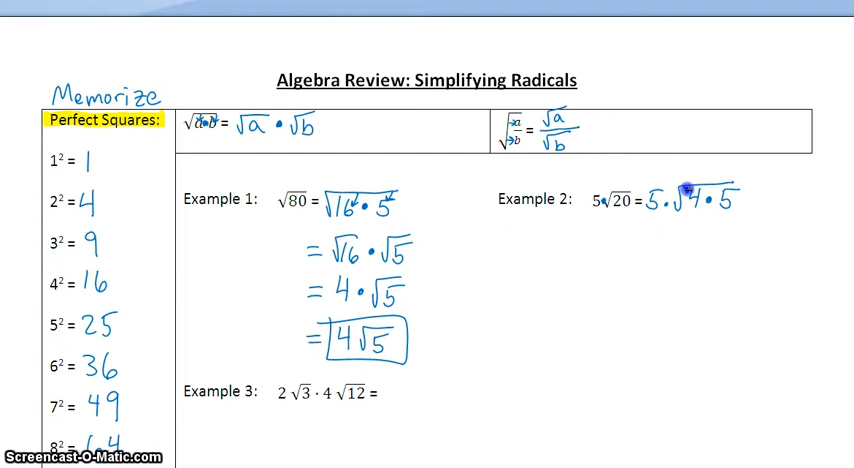 Algebra Review: Simplifying Radicals
Memorize
Perfect Squares:
√a•b = √a • √b
√a/b = √a/√b
1² = 1
2² = 4
3² = 9
4² = 16
5² = 25
6² = 36
7² = 49
8² = 64
Example 1: √80 = √16 • 5
= √16 • √5
= 4 • √5
= 4√5
Example 2: 5•√20 = 5 • √4 • 5
Example 3: 2 √3 · 4 √12 =
Screencast-O-Matic.com